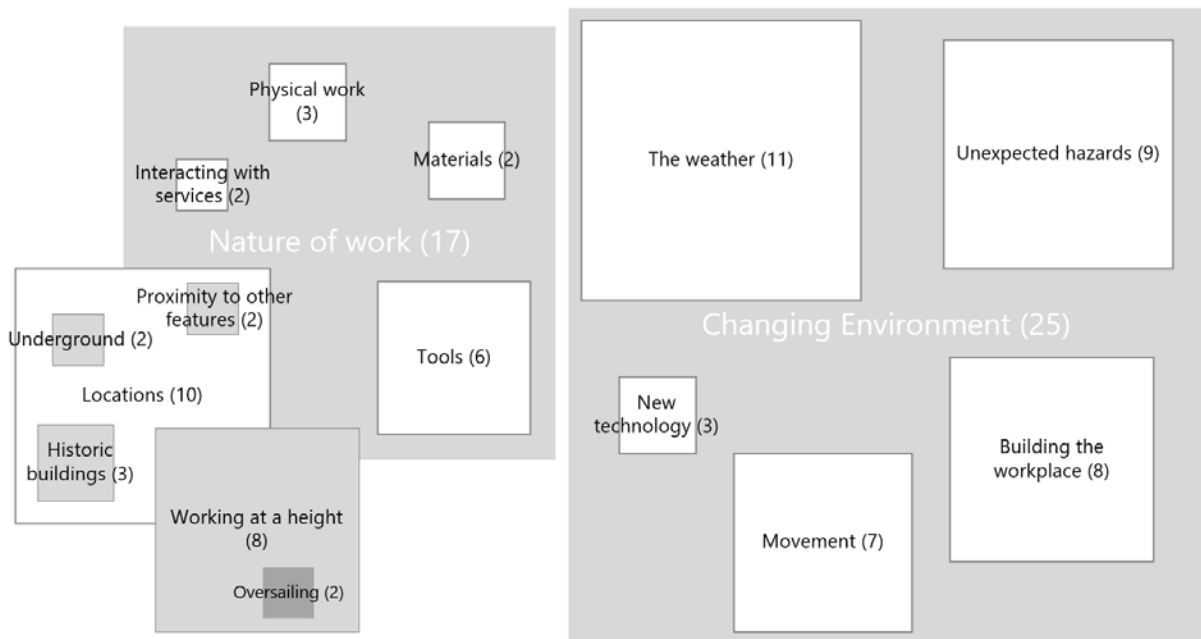 Physical work
(3)
Materials (2)
Interacting with
services (2)
Nature of work (17)
Proximity to other
features (2)
Underground (2)
Tools (6)
Locations (10)
Historic
buildings (3)
Working at a height
(8)
Oversailing (2)
The weather (11)
Unexpected hazards (9)
Changing Environment (25)
New
technology (3)
Building the
workplace (8)
Movement (7)